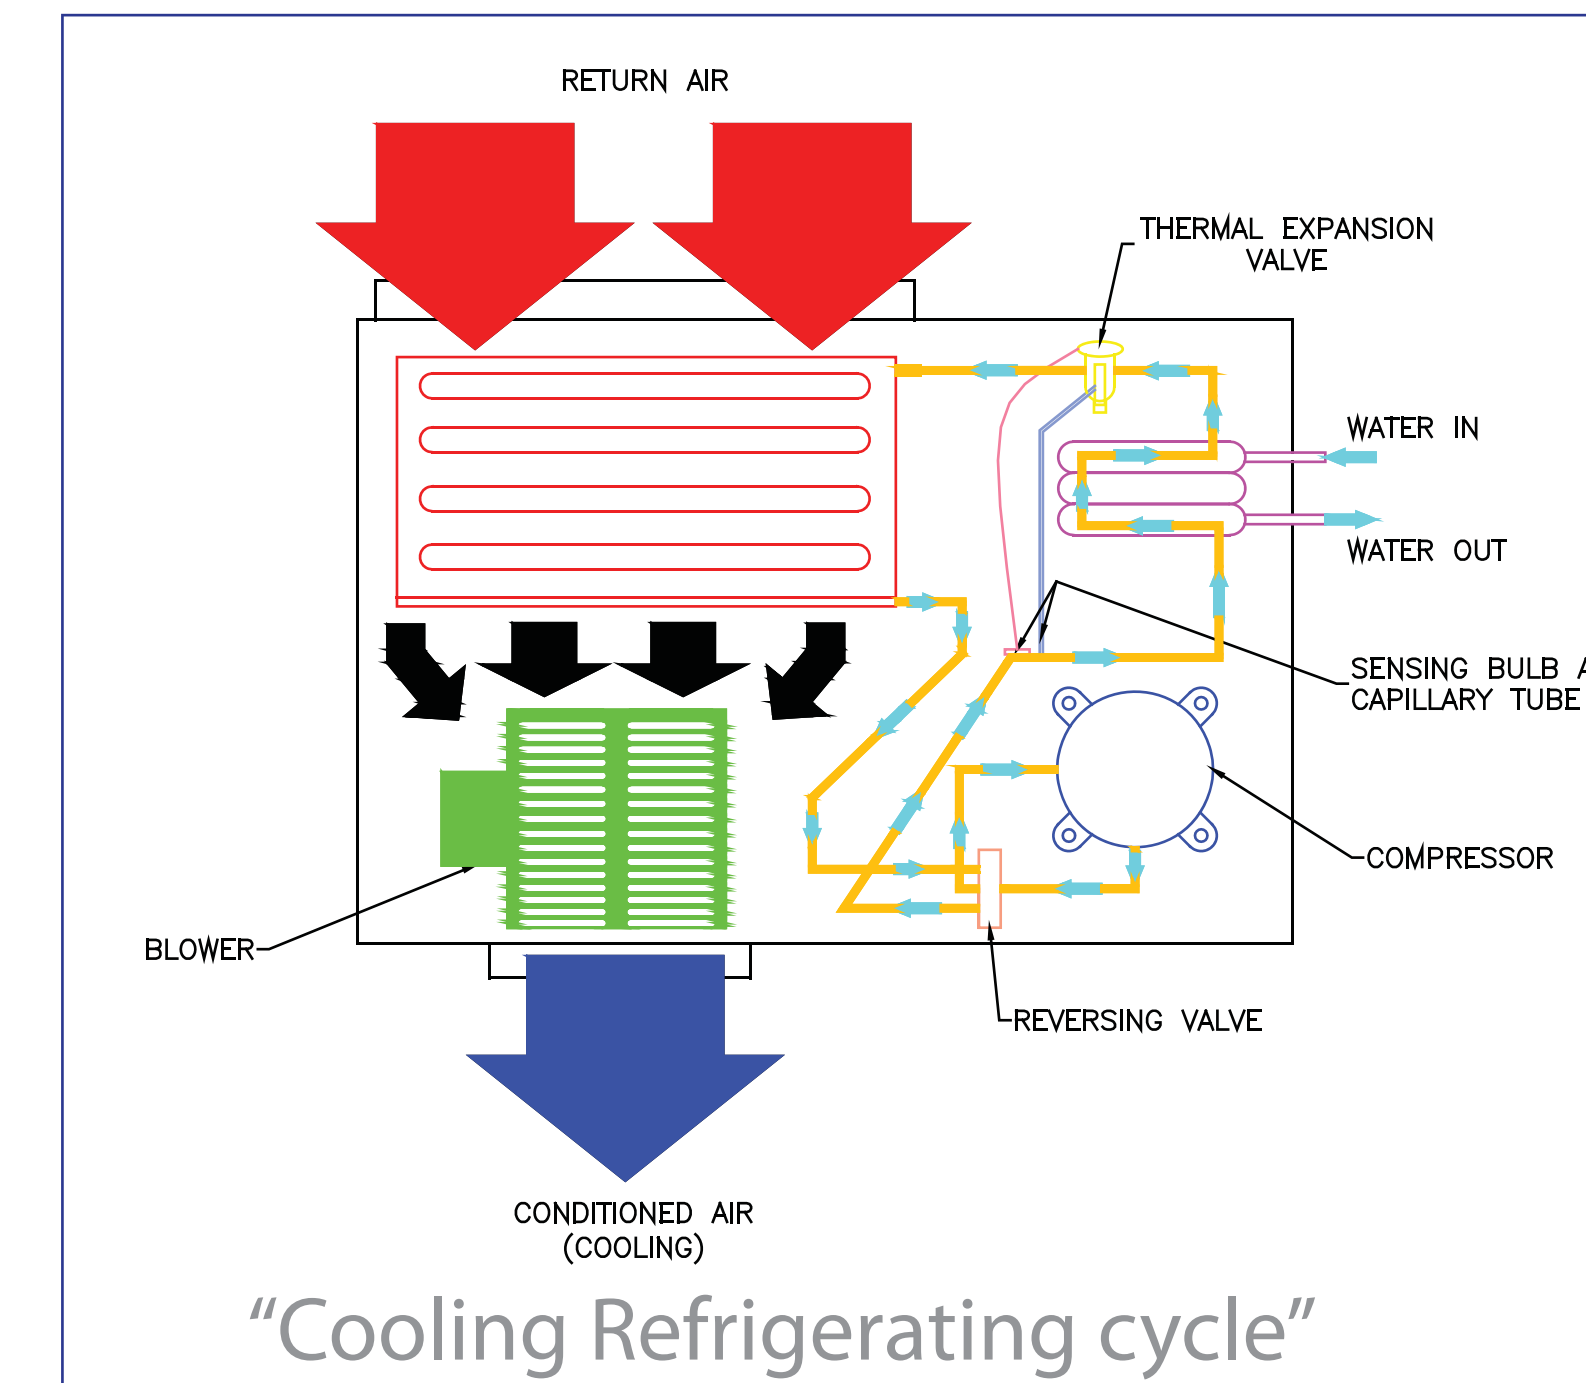 RETURN AIR
THERMAL EXPANSION
VALVE
WATER IN
WATER OUT
SENSING BULB
CAPILLARY TUBE
COMPRESSOR
BLOWER
REVERSING VALVE
CONDITIONED AIR
(COOLING)
“Cooling Refrigerating cycle”